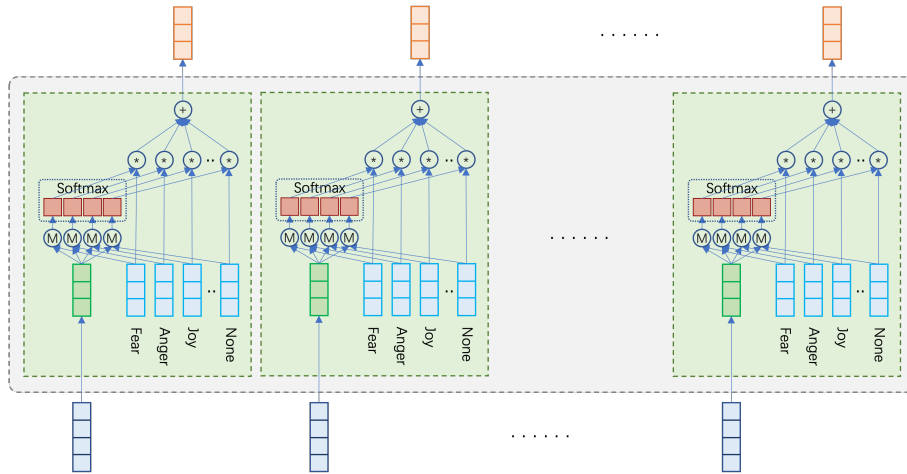 ......
+
+
+
* * * .. *
* * * .. *
* * * .. *
Softmax
Softmax
Softmax
......
M M M M
M M M M
M M M M
..
..
..
Fear
Anger
Joy
None
Fear
Anger
Joy
None
Fear
Anger
Joy
None
......